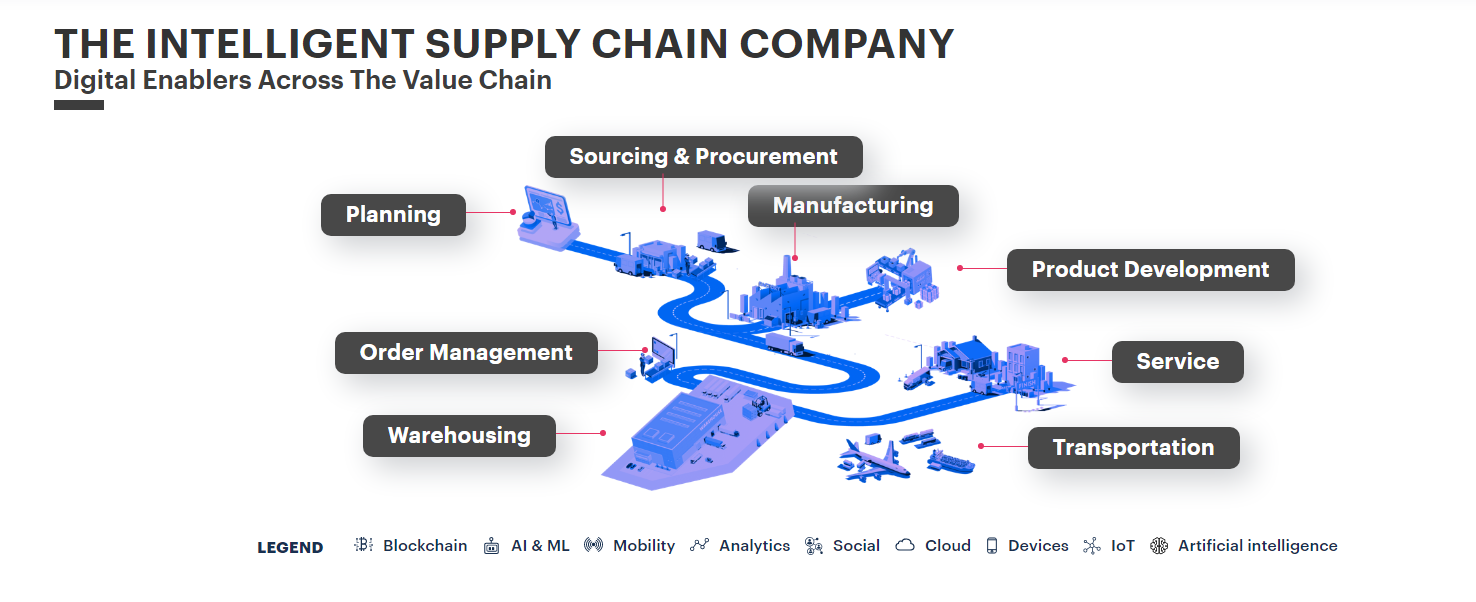 THE INTELLIGENT SUPPLY CHAIN COMPANY
Digital Enablers Across The Value Chain
Sourcing & Procurement
Manufacturing
Planning
Product Development
Order Management
Service
Warehousing
Transportation
LEGEND Blockchain AI & ML Mobility Analytics Social Cloud Devices IoT Artificial intelligence